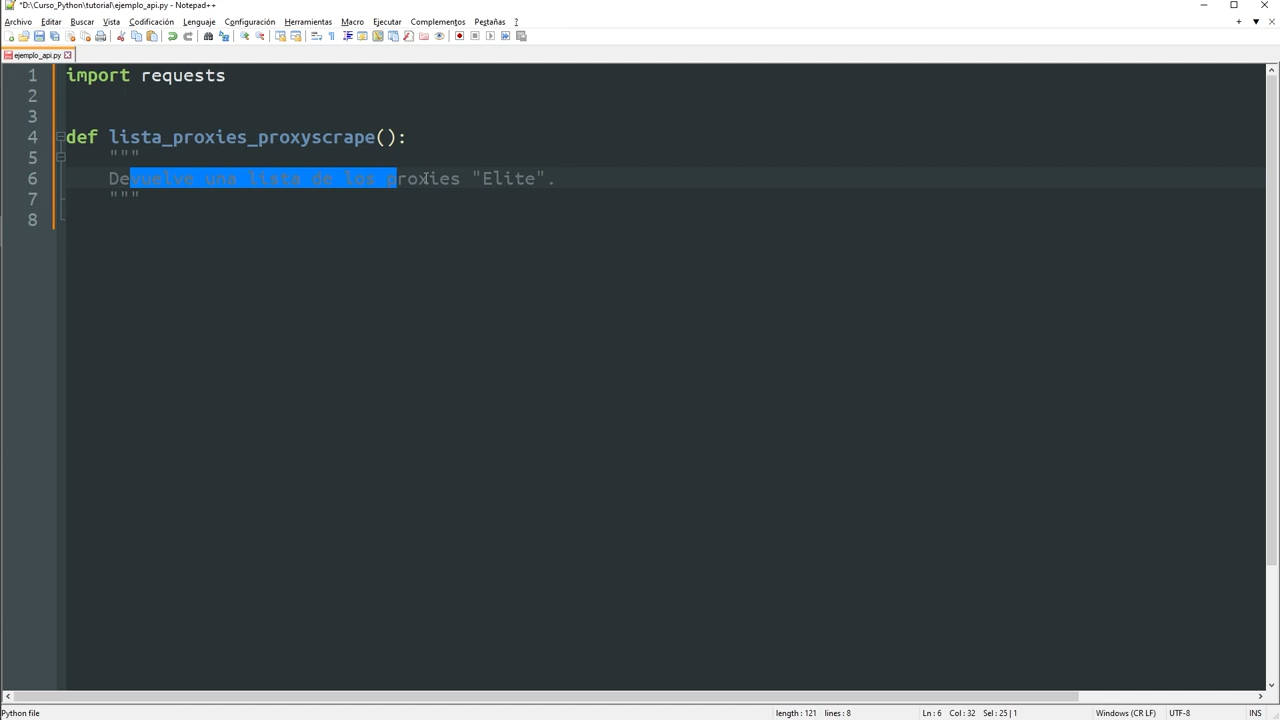 *D:\Curso_Python\tutorial\ejemplo_api.py - Notepad++
Archivo Editar Buscar Vista Codificación Lenguaje Configuración Herramientas Macro Ejecutar Complementos Pestañas ?
ejemplo_api.py
1 import requests
2
3
4 def lista_proxies_proxyscrape():
5 """
6 Devuelve una lista de los proxies "Elite".
7 """
8
Python file length : 121 lines : 8 Ln : 6 Col : 32 Sel : 25 | 1 Windows (CR LF) UTF-8 INS